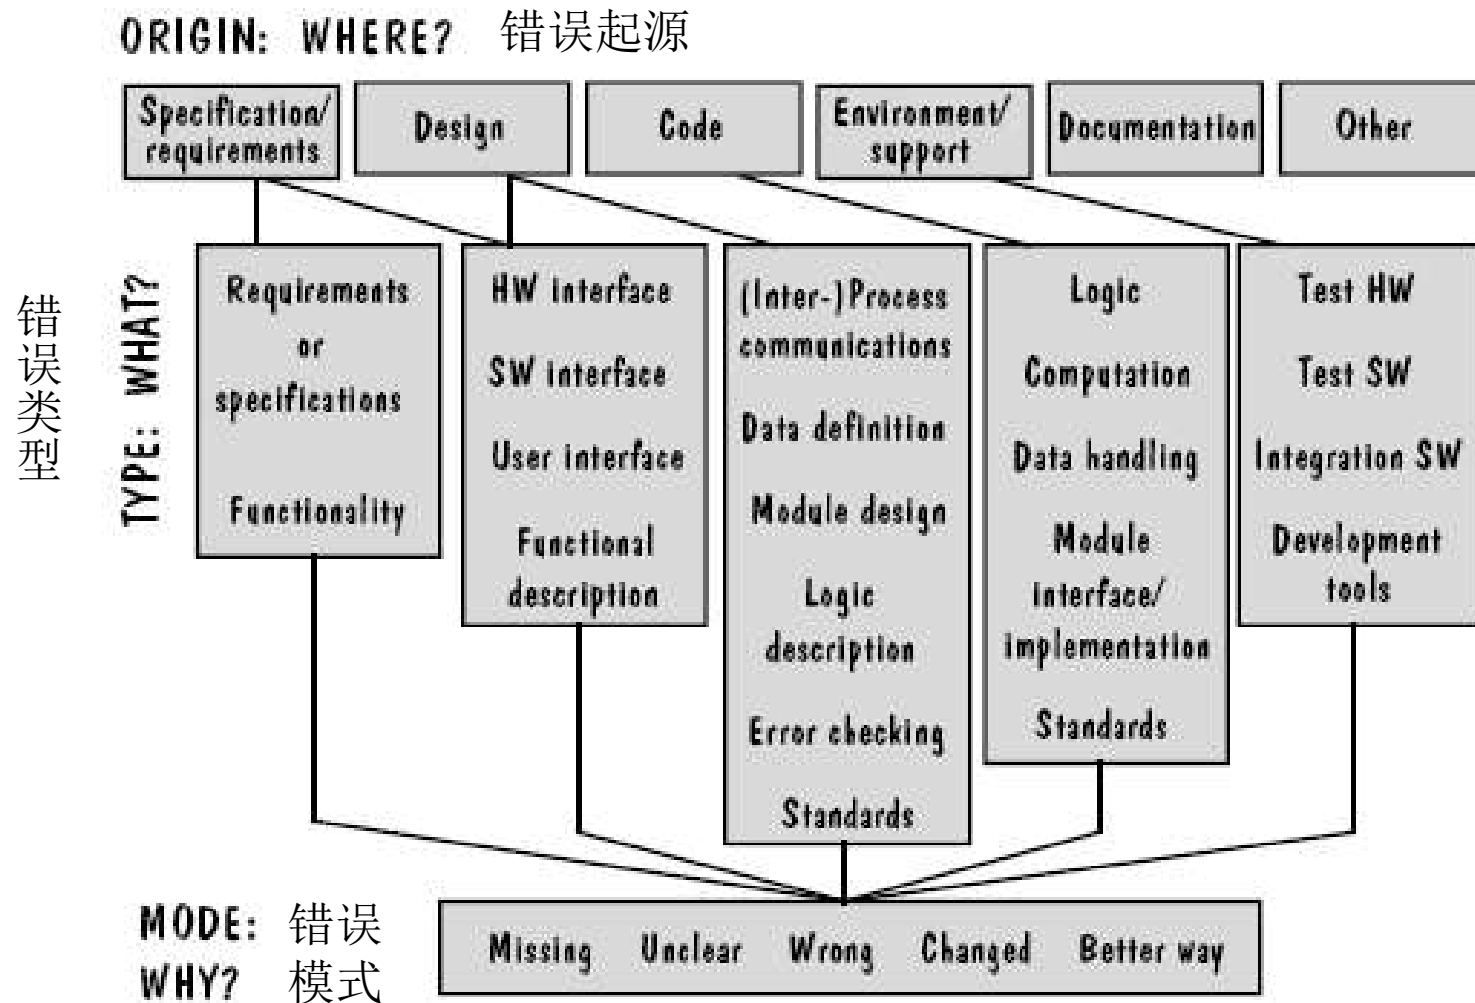 ORIGIN: WHERE? 错误起源
Specification/
requirements
Design
Code
Environment/
support
Documentation
Other
错误类型
TYPE: WHAT?
Requirements
or
specifications
Functionality
HW interface
SW interface
User interface
Functional
description
(Inter-)Process
communications
Data definition
Module design
Logic
description
Error checking
Standards
Logic
Computation
Data handling
Module
interface/
implementation
Standards
Test HW
Test SW
Integration SW
Development
tools
MODE: 错误
WHY? 模式
Missing Unclear Wrong Changed Better way